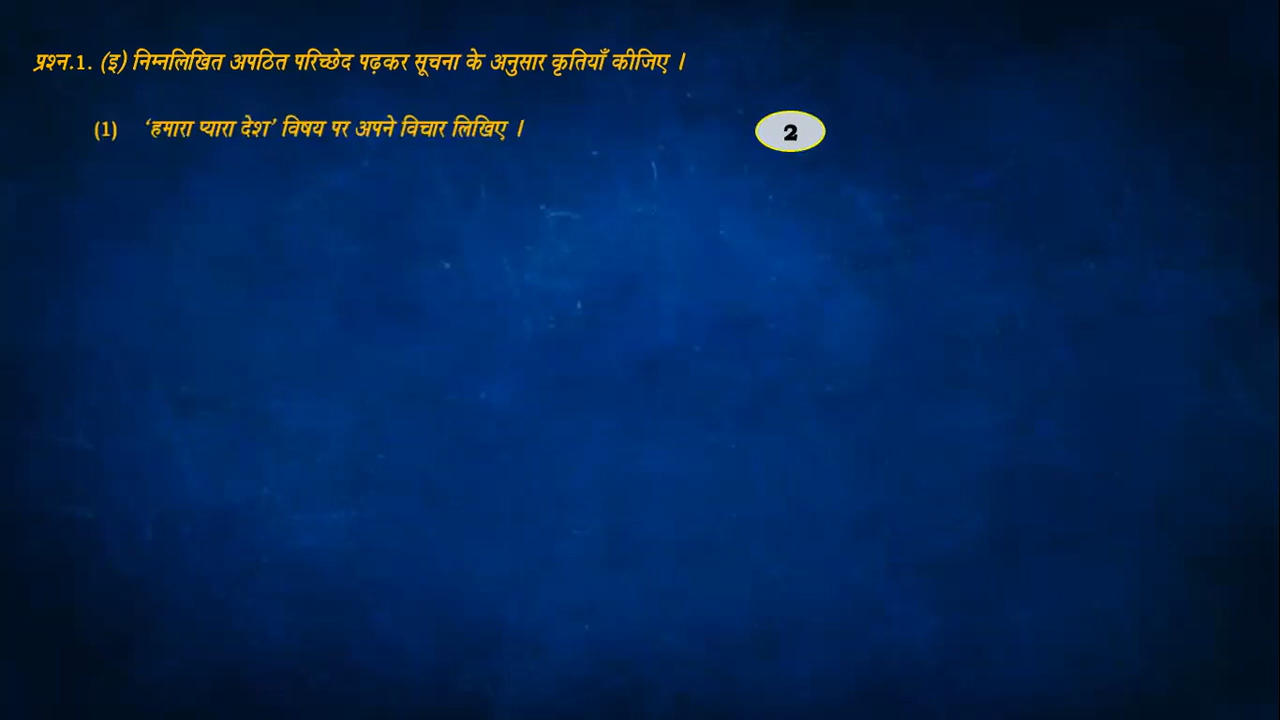 प्रश्न.1. (इ) निम्नलिखित अपठित परिच्छेद पढ़कर सूचना के अनुसार कृतियाँ कीजिए ।
(1) ‘हमारा प्यारा देश’ विषय पर अपने विचार लिखिए । 2